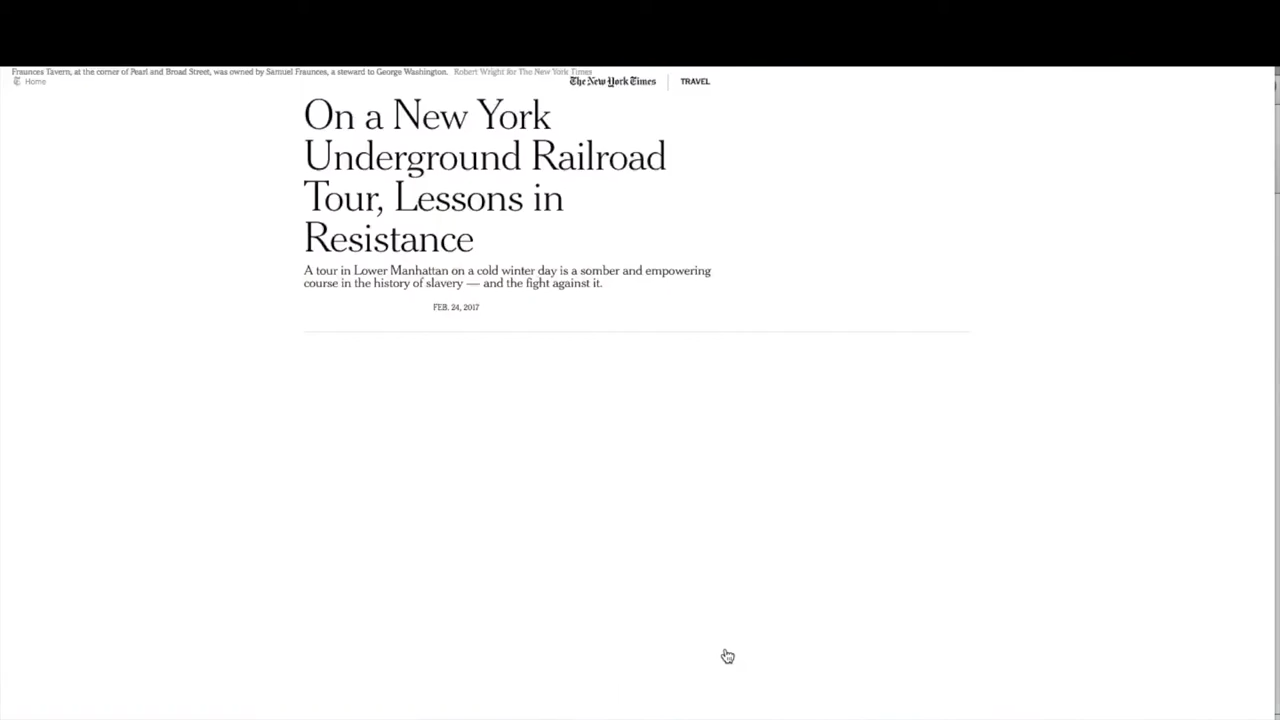 Fraunces Tavern, at the corner of Pearl and Broad Street, was owned by Samuel Fraunces, a steward to George Washington. Robert Wright for The New York Times
Home
The New York Times
TRAVEL
On a New York
Underground Railroad
Tour, Lessons in
Resistance
A tour in Lower Manhattan on a cold winter day is a somber and empowering
course in the history of slavery — and the fight against it.
FEB. 24, 2017